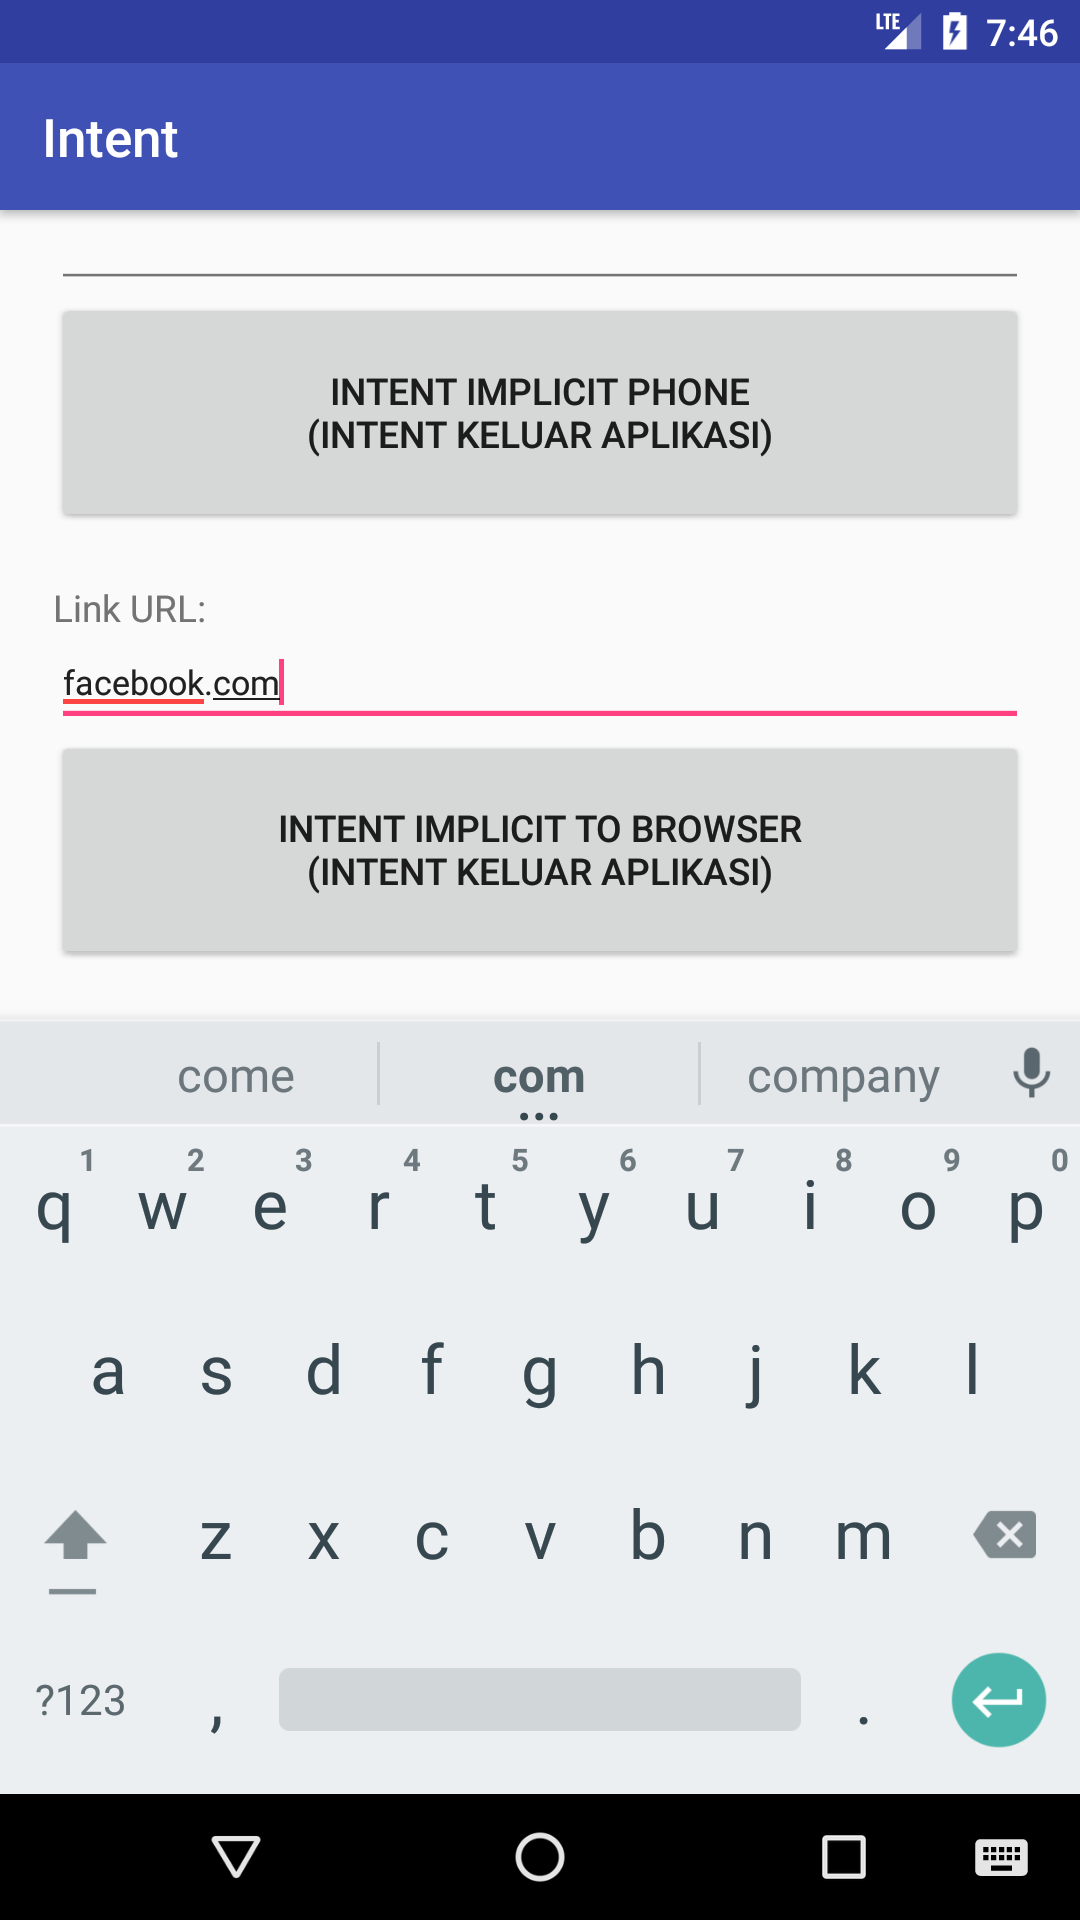 LTE 7:46
Intent
INTENT IMPLICIT PHONE
(INTENT KELUAR APLIKASI)
Link URL:
facebook.com
INTENT IMPLICIT TO BROWSER
(INTENT KELUAR APLIKASI)
come com company
1 2 3 4 5 6 7 8 9 0
q w e r t y u i o p
a s d f g h j k l
z x c v b n m
?123 , .